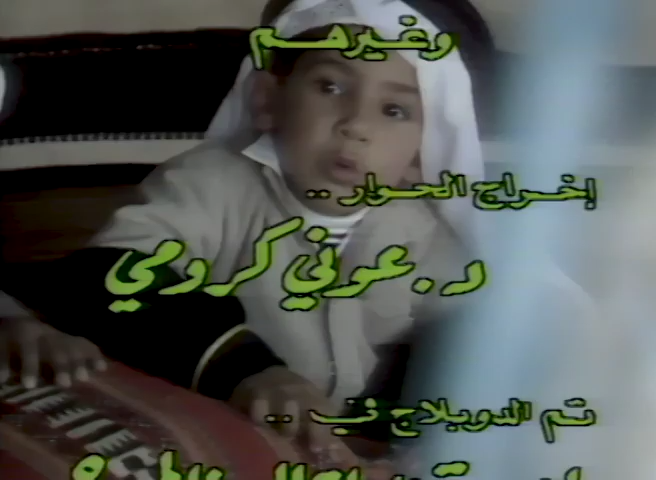 وغيرهم
إخراج الحوار ..
د. عوني كرومي
تم الدوبلاج في ..